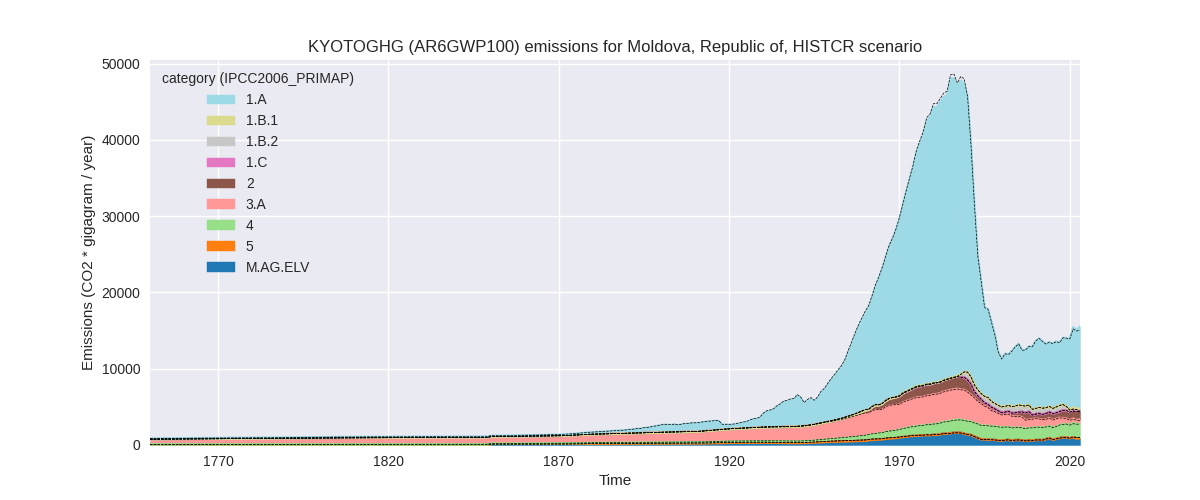 KYOTOGHG (AR6GWP100) emissions for Moldova, Republic of, HISTCR scenario
50000
40000
30000
20000
10000
0
Emissions (CO2 * gigagram / year)
category (IPCC2006_PRIMAP)
1.A
1.B.1
1.B.2
1.C
2
3.A
4
5
M.AG.ELV
1770
1820
1870
1920
1970
2020
Time